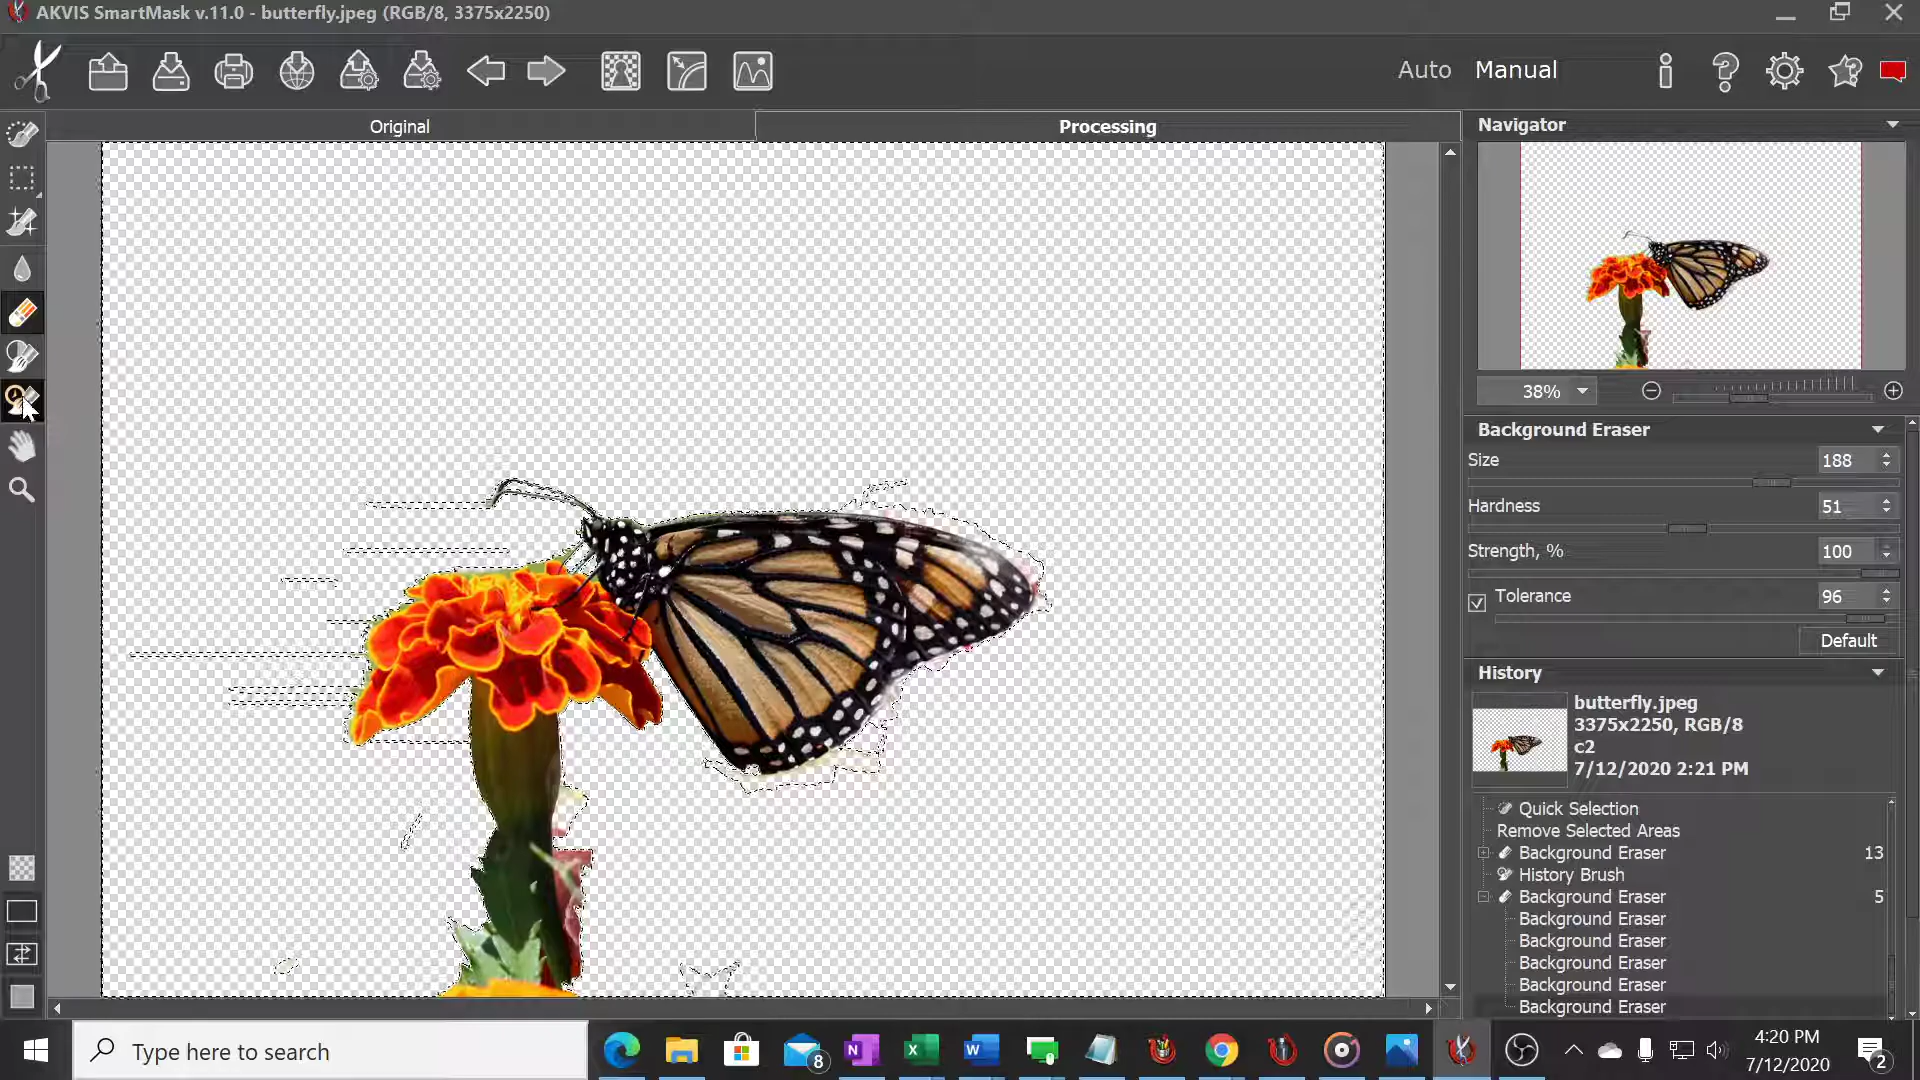 AKVIS SmartMask v.11.0 - butterfly.jpeg (RGB/8, 3375x2250)
Auto Manual
Original Processing
Navigator
38%
Background Eraser
Size 188
Hardness 51
Strength, % 100
Tolerance 96
Default
History
butterfly.jpeg
3375x2250, RGB/8
c2
7/12/2020 2:21 PM
Quick Selection
Remove Selected Areas
Background Eraser 13
History Brush
Background Eraser 5
Background Eraser
Background Eraser
Background Eraser
Background Eraser
Background Eraser
Type here to search
8
N
X
W
4:20 PM
7/12/2020
2